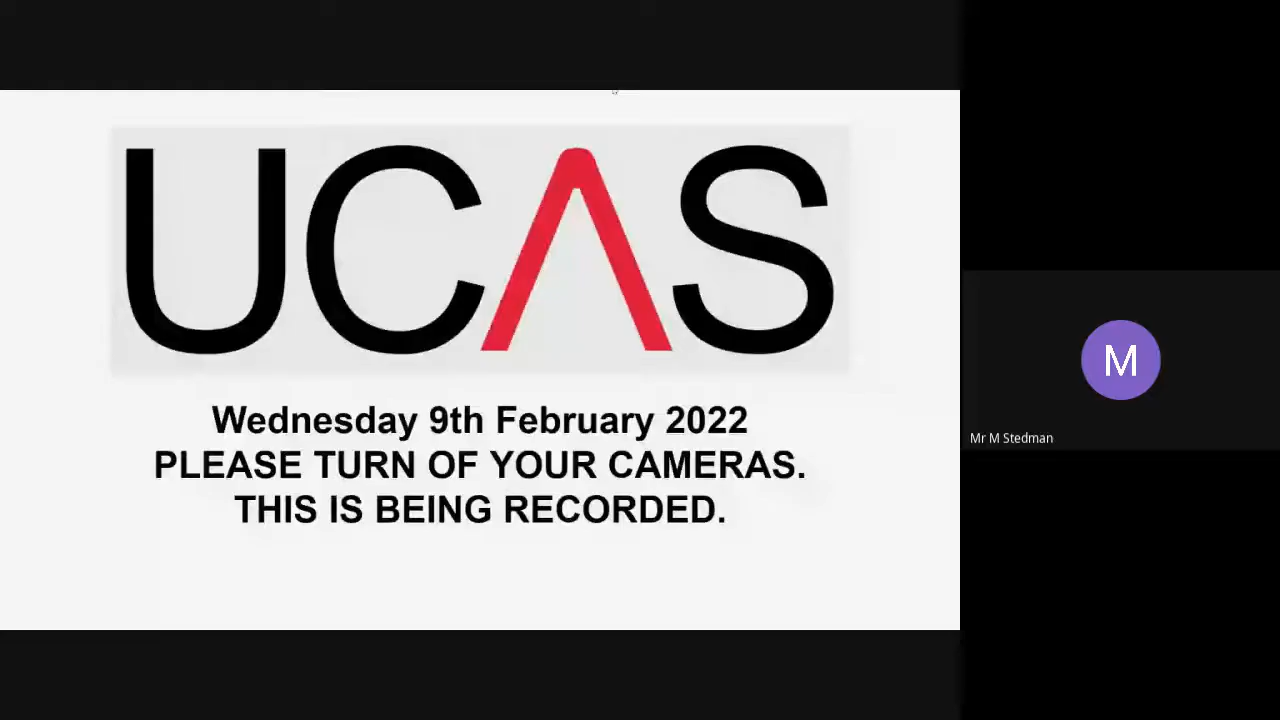 UCAS
Wednesday 9th February 2022
PLEASE TURN OF YOUR CAMERAS.
THIS IS BEING RECORDED.
M
Mr M Stedman